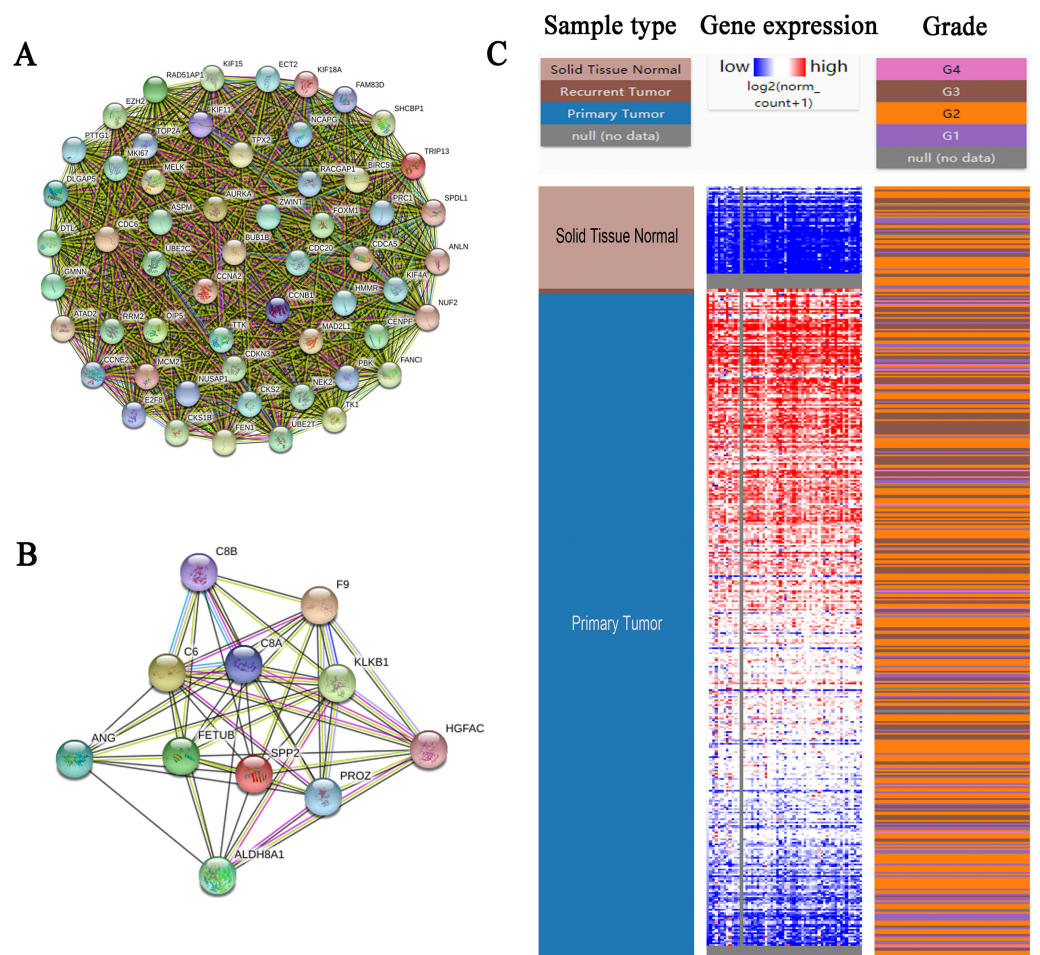 A
KIF15
ECT2
KIF18A
RAD51AP1
FAM83D
EZH2
KIF11
NCAPG
SHCBP1
PTTG1
TOP2A
TPX2
MKI67
TRIP13
DLGAP5
MELK
RACGAP1
BIRC5
AURKA
ZWINT
PRC1
SPDL1
CDC6
ASPM
FOXM1
DTL
BUB1B
UBE2C
CDC20
CDCA5
ANLN
GMNN
CCNA2
KIF4A
HMMR
CCNB1
NUF2
ATAD2
RRM2
OIP5
TTK
MAD2L1
CENPF
CCNE2
MCM2
CDKN3
PBK
FANCI
NUSAP1
CKS2
NEK2
E2F8
CKS1B
FEN1
UBE2T
TK1
B
C8B
F9
C6
C8A
KLKB1
ANG
FETUB
SPP2
HGFAC
PROZ
ALDH8A1
C
Sample type
Gene expression
Grade
Solid Tissue Normal
Recurrent Tumor
Primary Tumor
null (no data)
low
high
log2(norm_
count+1)
G4
G3
G2
G1
null (no data)
Solid Tissue Normal
Primary Tumor